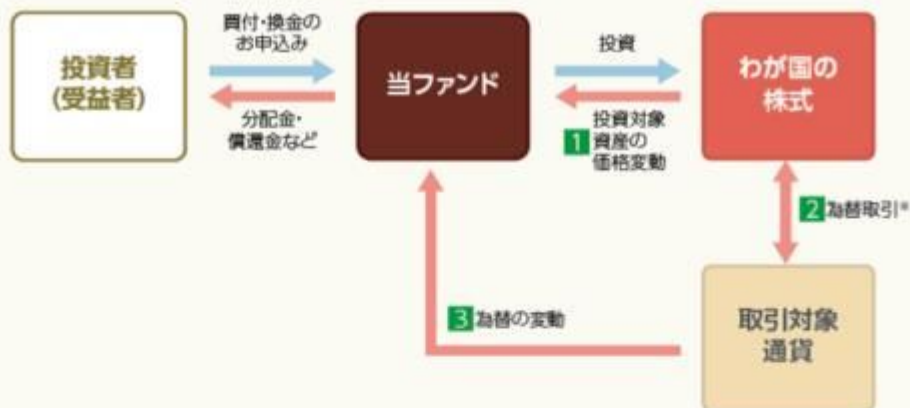 買付・換金の
お申込み
投資者
(受益者)
分配金・
償還金など
当ファンド
投資
1 投資対象
資産の
価格変動
わが国の
株式
2 為替取引*
3 為替の変動
取引対象
通貨